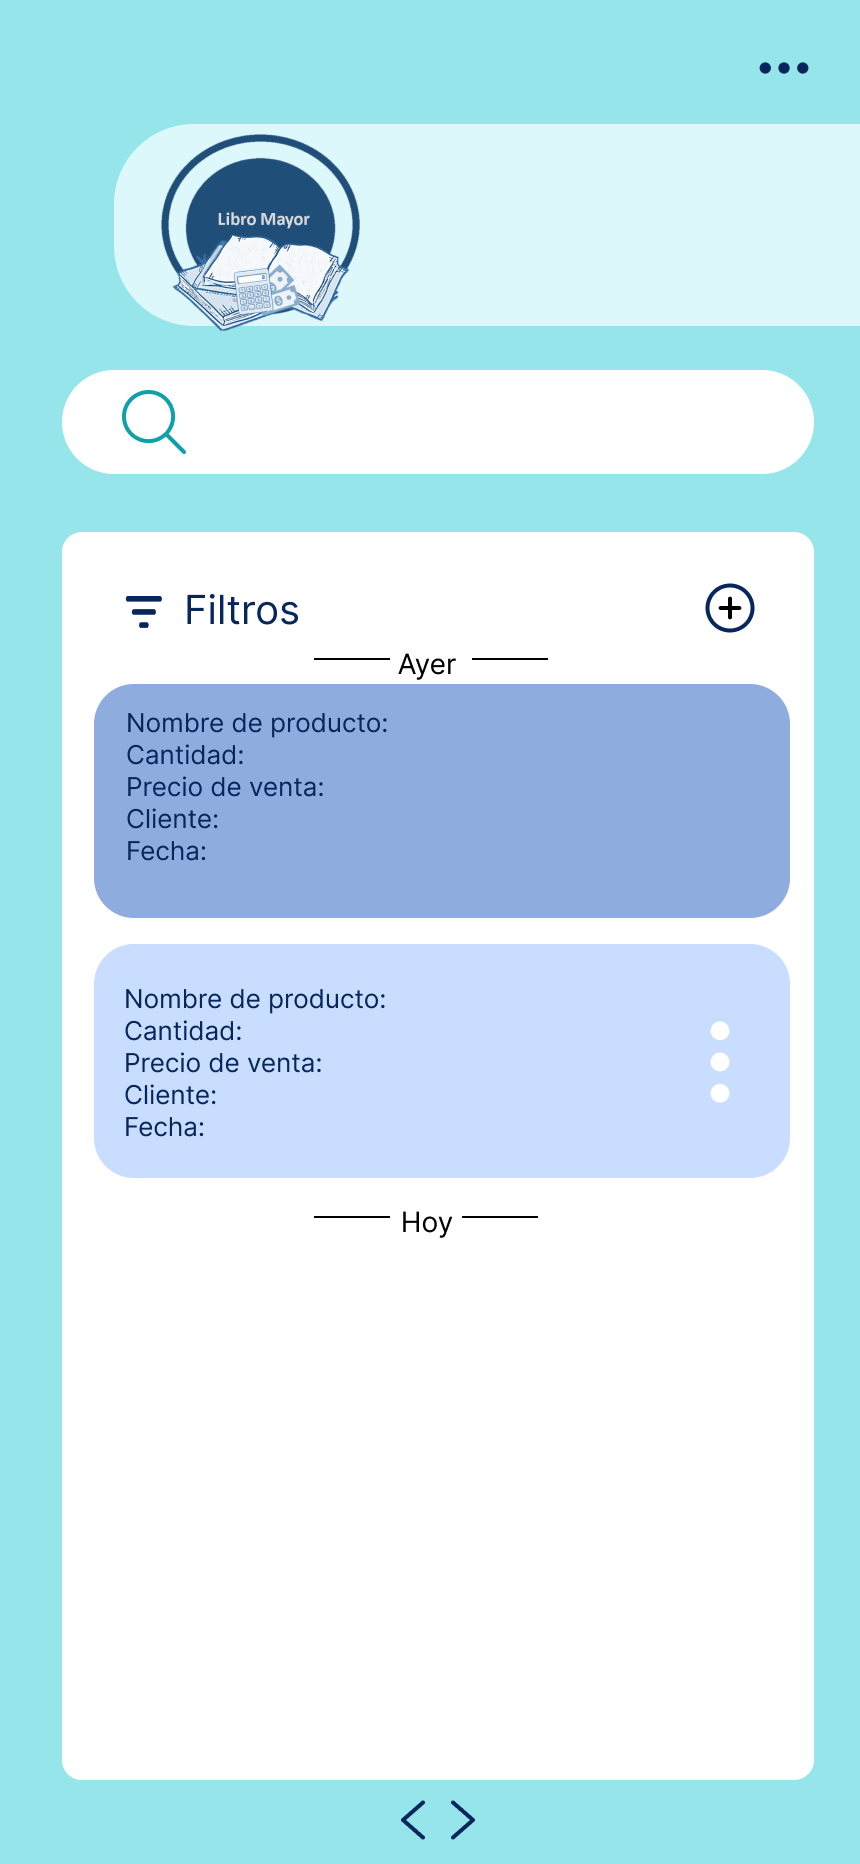 Libro Mayor
Filtros
Ayer
Nombre de producto:
Cantidad:
Precio de venta:
Cliente:
Fecha:
Nombre de producto:
Cantidad:
Precio de venta:
Cliente:
Fecha:
Hoy